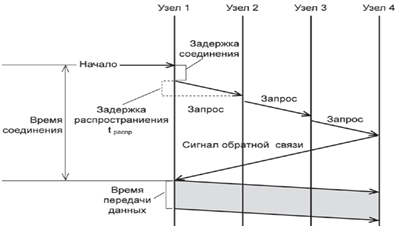 Узел 1
Узел 2
Узел 3
Узел 4
Задержка
соединения
Начало
Задержка
распространиения
t распр
Запрос
Запрос
Запрос
Время
соединения
Сигнал обратной связи
Время
передачи
данных